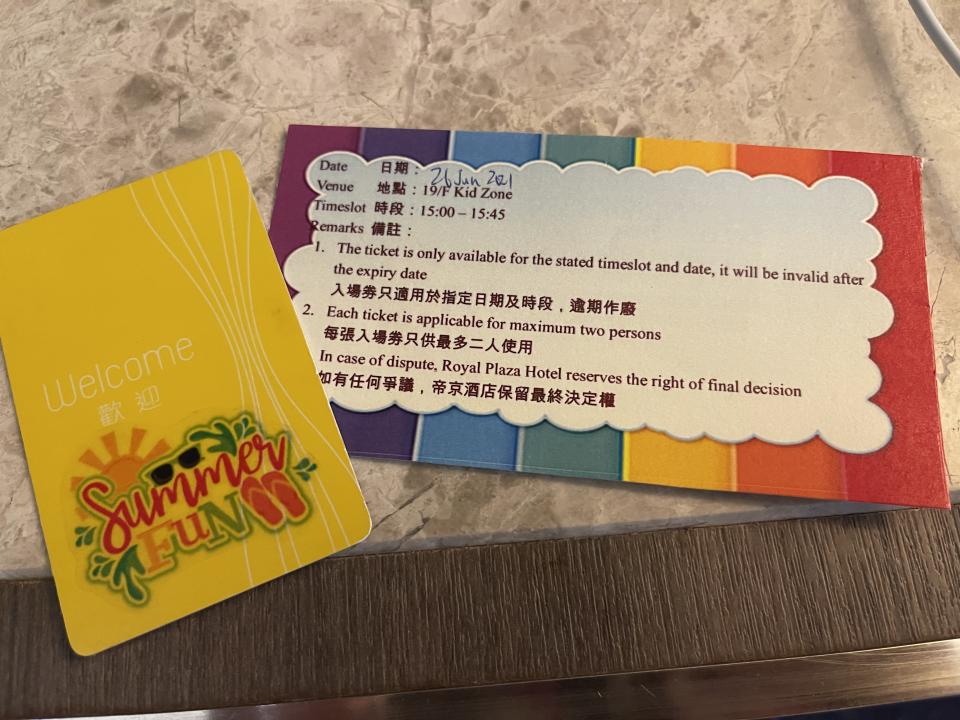 Welcome
歡迎
Summer
FuN
Date 日期： 26 Jun 2021
Venue 地點：19/F Kid Zone
Timeslot 時段：15:00 – 15:45
Remarks 備註：
1. The ticket is only available for the stated timeslot and date, it will be invalid after
the expiry date
入場券只適用於指定日期及時段，逾期作廢
2. Each ticket is applicable for maximum two persons
每張入場券只供最多二人使用
In case of dispute, Royal Plaza Hotel reserves the right of final decision
如有任何爭議，帝京酒店保留最終決定權